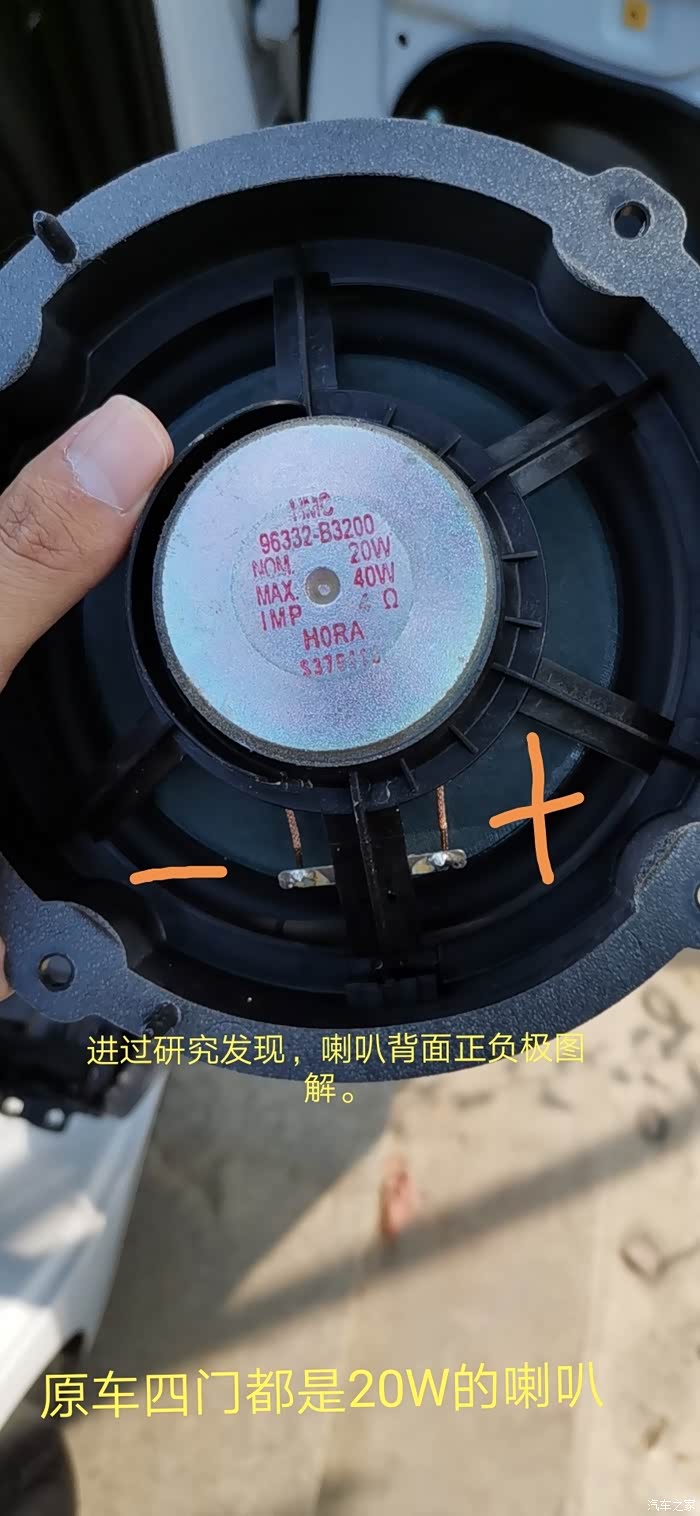 HMC
96332-B3200
NOM. 20W
MAX. 40W
IMP 4 Ω
HORA
－ ＋
进过研究发现，喇叭背面正负极图
解。
原车四门都是20W的喇叭
汽车之家